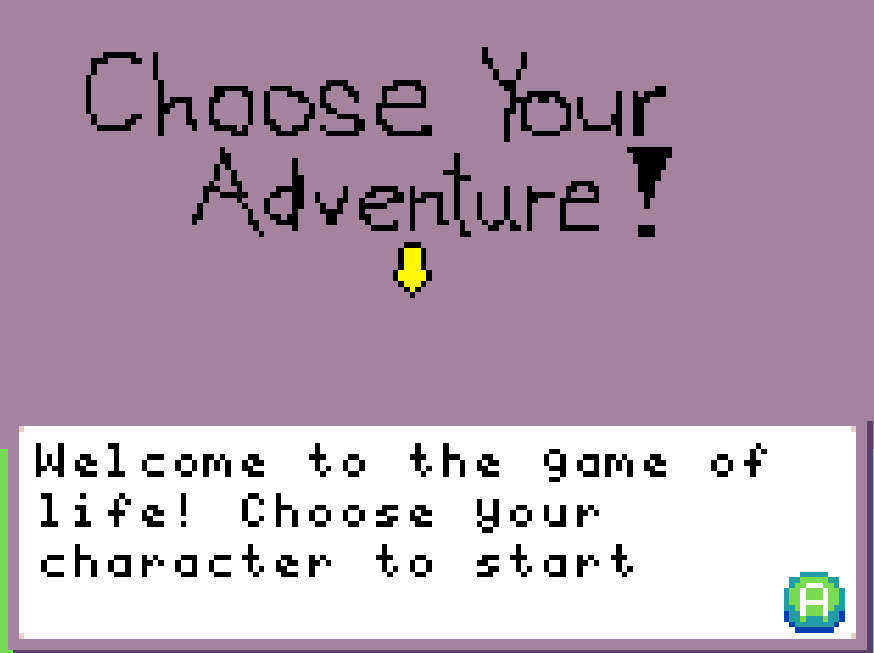 Choose Your
Adventure!
Welcome to the game of
life! Choose your
character to start
A